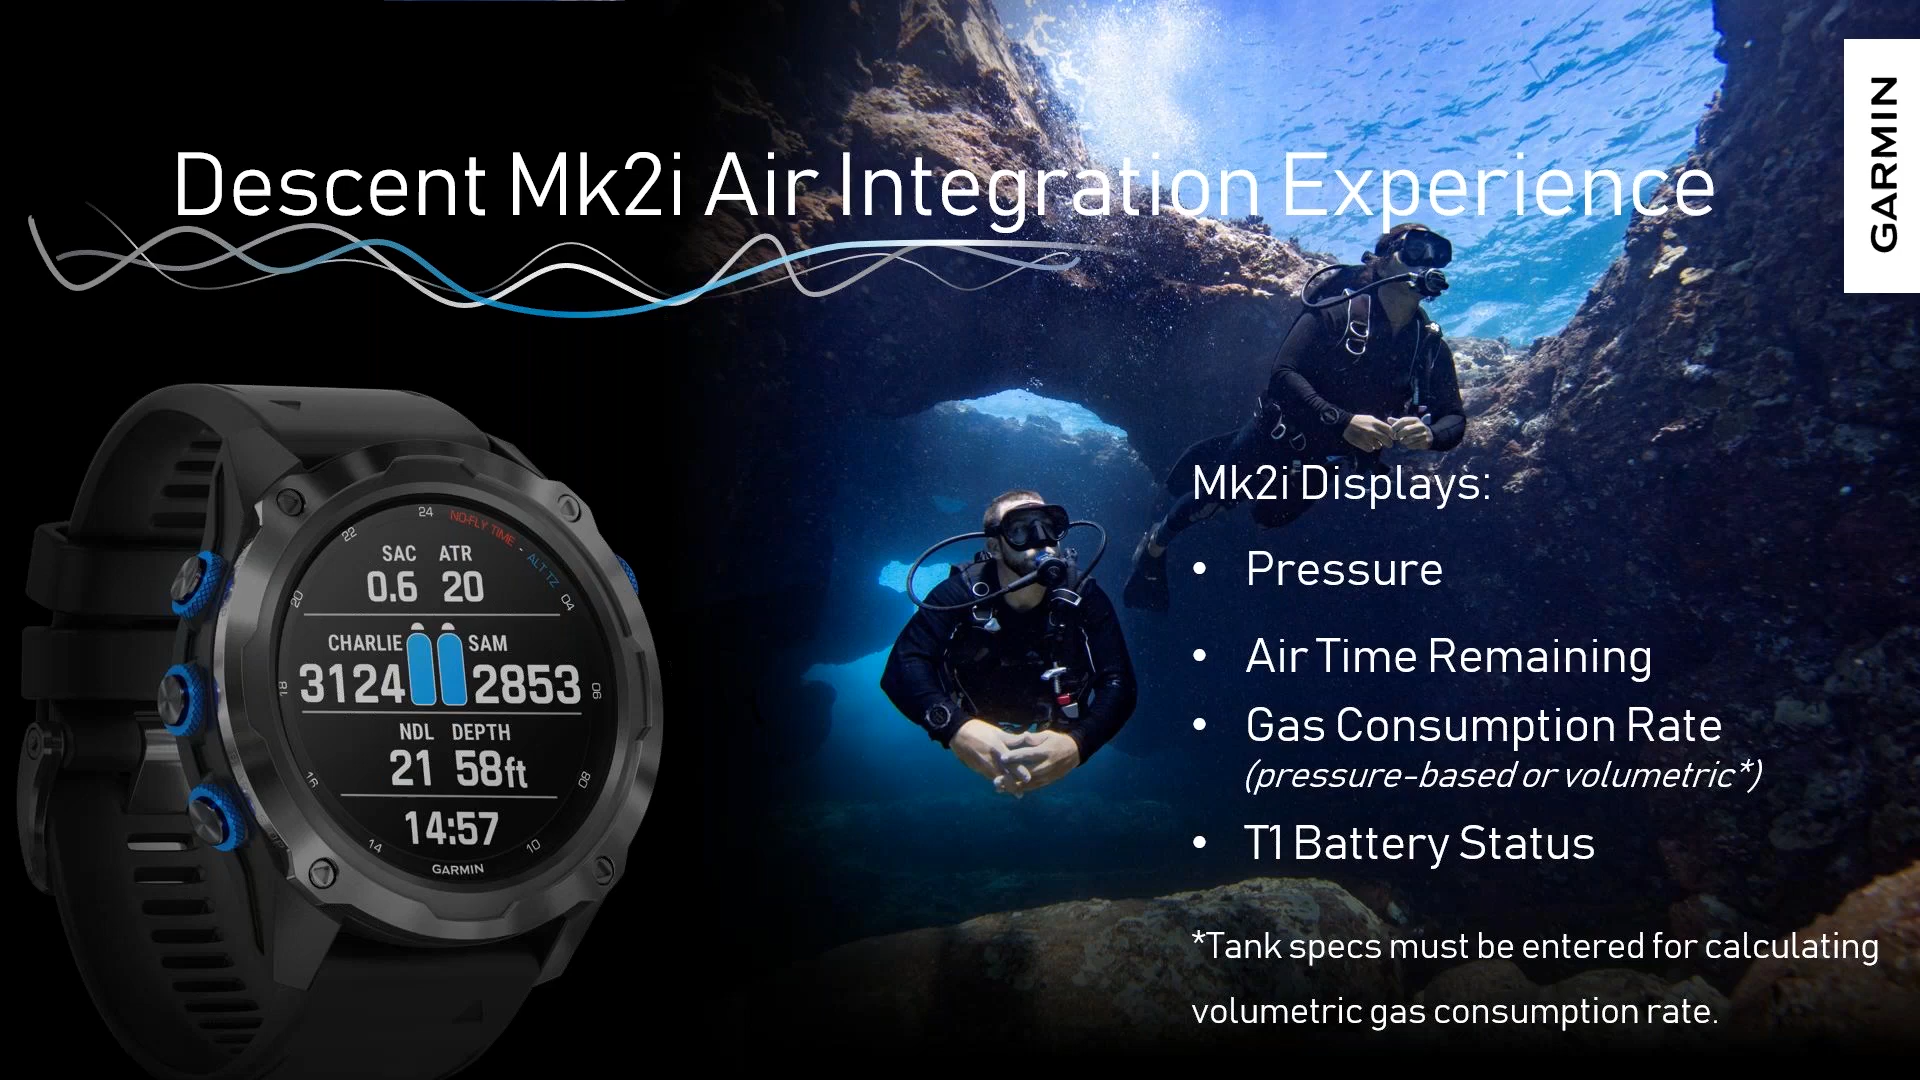 Descent Mk2i Air Integration Experience
GARMIN
24
NO-FLY TIME - ALT TZ
22
20
18
16
14
04
06
08
10
SAC ATR
0.6 20
CHARLIE SAM
3124 2853
NDL DEPTH
21 58ft
14:57
GARMIN
Mk2i Displays:
• Pressure
• Air Time Remaining
• Gas Consumption Rate
(pressure-based or volumetric*)
• T1 Battery Status
*Tank specs must be entered for calculating
volumetric gas consumption rate.